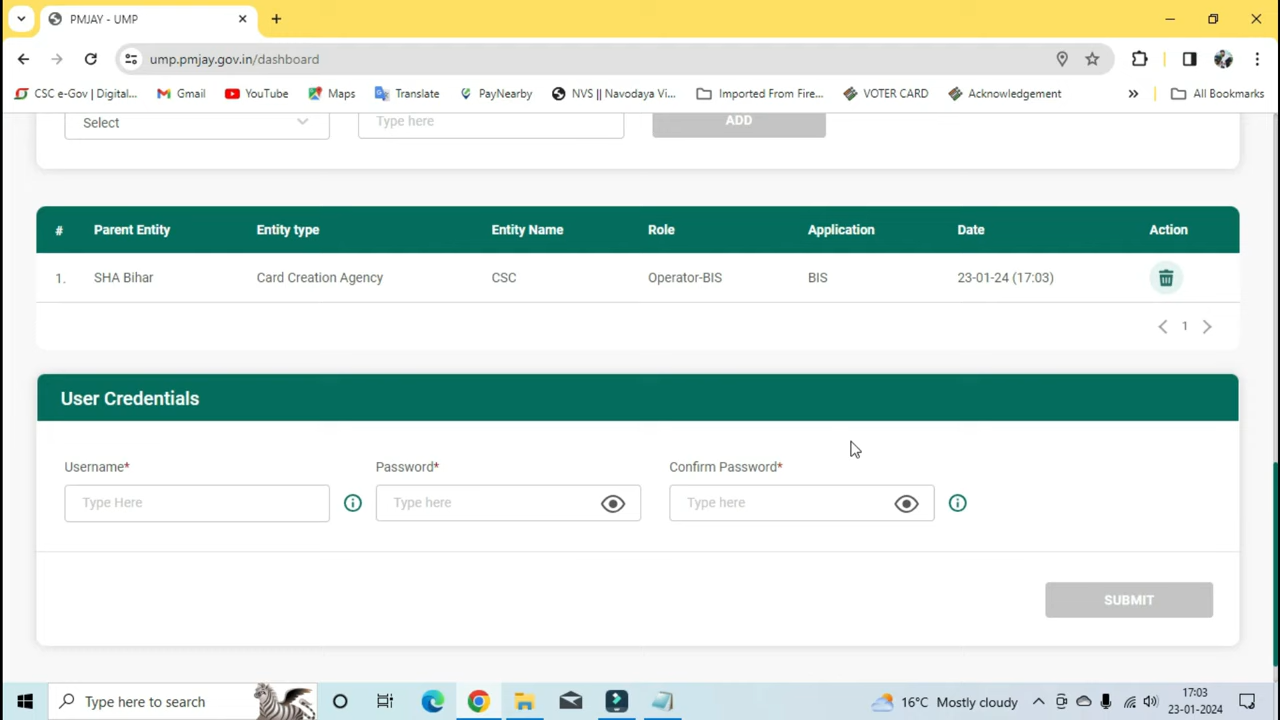 PMJAY - UMP
ump.pmjay.gov.in/dashboard
CSC e-Gov | Digital... Gmail YouTube Maps Translate PayNearby NVS || Navodaya Vi... Imported From Fire... VOTER CARD Acknowledgement All Bookmarks
Select Type here ADD
# Parent Entity Entity type Entity Name Role Application Date Action
1. SHA Bihar Card Creation Agency CSC Operator-BIS BIS 23-01-24 (17:03)
1
User Credentials
Username* Password* Confirm Password*
Type Here Type here Type here
SUBMIT
Type here to search 16°C Mostly cloudy 17:03
23-01-2024